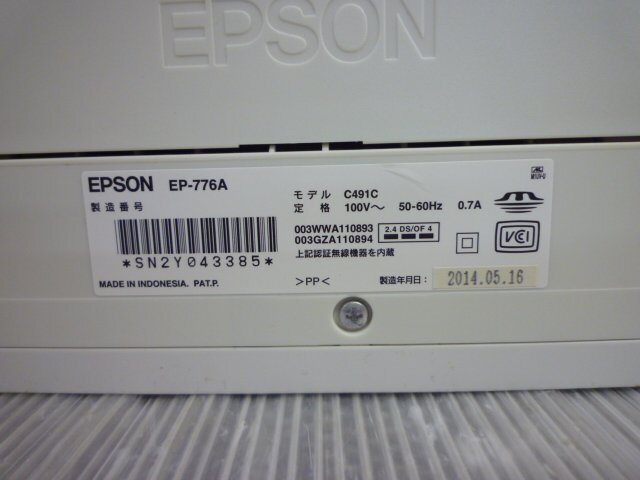 EPSON
EPSON EP-776A
製造番号
*SN2Y043385*
MADE IN INDONESIA. PAT.P.
モデル C491C
定格 100V～ 50-60Hz 0.7A
003WWA110893
003GZA110894
2.4 DS/OF 4
上記認証無線機器を内蔵
>PP<
製造年月日：
2014.05.16
VCI